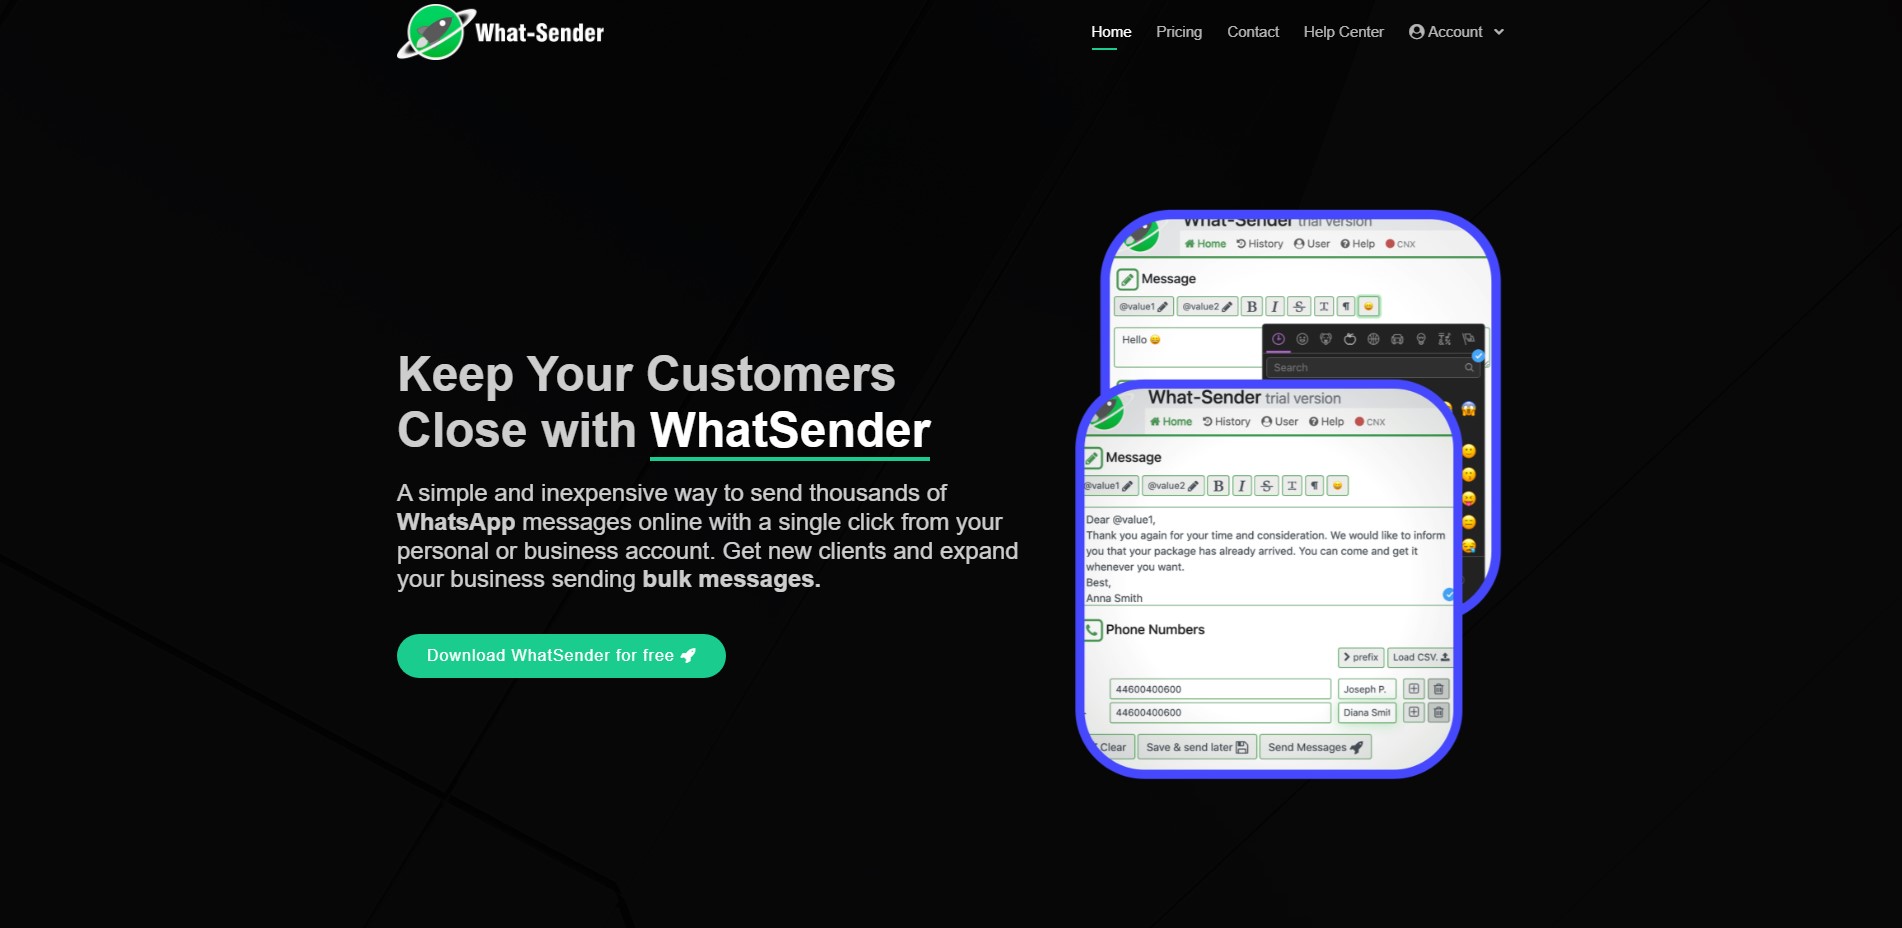 What-Sender
Home Pricing Contact Help Center Account
Keep Your Customers
Close with WhatSender
A simple and inexpensive way to send thousands of
WhatsApp messages online with a single click from your
personal or business account. Get new clients and expand
your business sending bulk messages.
Download WhatSender for free
What-Sender trial version
Home History User Help CNX
Message
@value1 @value2 B I S T ¶
Hello
Search
What-Sender trial version
Home History User Help CNX
Message
@value1 @value2 B I S T ¶
Dear @value1,
Thank you again for your time and consideration. We would like to inform
you that your package has already arrived. You can come and get it
whenever you want.
Best,
Anna Smith
Phone Numbers
prefix Load CSV.
44600400600 Joseph P.
44600400600 Diana Smi
Clear Save & send later Send Messages